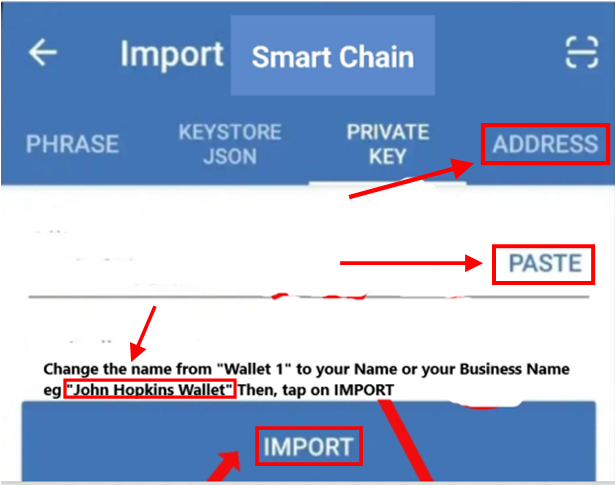 Import Smart Chain
PHRASE
KEYSTORE
JSON
PRIVATE
KEY
ADDRESS
PASTE
Change the name from "Wallet 1" to your Name or your Business Name
eg "John Hopkins Wallet" Then, tap on IMPORT
IMPORT